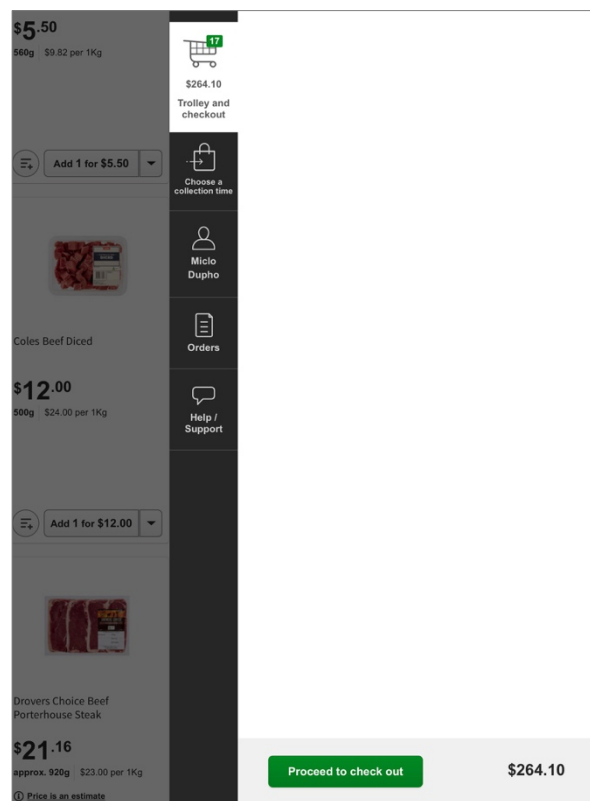 $5.50
560g $9.82 per 1Kg
Add 1 for $5.50
Coles Beef Diced
$12.00
500g $24.00 per 1Kg
Add 1 for $12.00
Drovers Choice Beef
Porterhouse Steak
$21.16
approx. 920g $23.00 per 1Kg
Price is an estimate
17
$264.10
Trolley and
checkout
Choose a
collection time
Miclo
Dupho
Orders
Help /
Support
Proceed to check out
$264.10